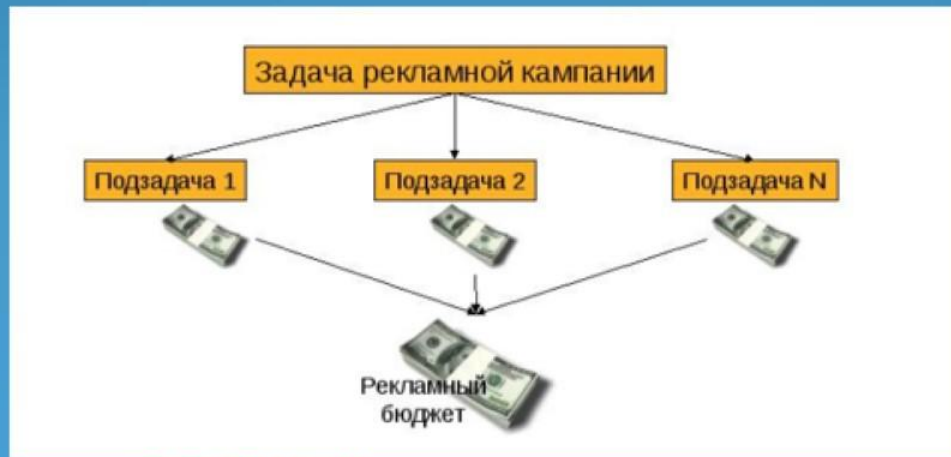 Задача рекламной кампании
Подзадача 1
Подзадача 2
Подзадача N
Рекламный
бюджет